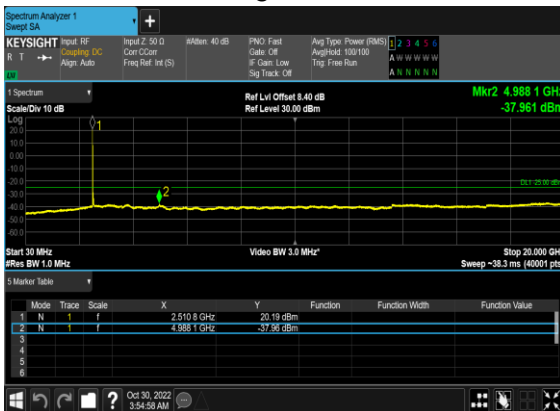 Spectrum Analyzer 1
Swept SA
KEYSIGHT
R T
LV
Input: RF
Coupling: DC
Align: Auto
Input Z: 50 Ω
Corr CCorr
Freq Ref: Int (S)
#Atten: 40 dB
PNO: Fast
Gate: Off
IF Gain: Low
Sig Track: Off
Avg Type: Power (RMS)
Avg|Hold: 100/100
Trig: Free Run
1 2 3 4 5 6
A W W W W W
A N N N N N
1 Spectrum
Scale/Div 10 dB
Ref Lvl Offset 8.40 dB
Ref Level 30.00 dBm
Mkr2 4.988 1 GHz
-37.961 dBm
Log
20.0
10.0
0.00
-10.0
-20.0
-30.0
-40.0
-50.0
-60.0
1
2
DL1 -25.00 dBm
Start 30 MHz
#Res BW 1.0 MHz
Video BW 3.0 MHz*
Stop 20.000 GH
Sweep ~38.3 ms (40001 pts
5 Marker Table
Mode Trace Scale X Y Function Function Width Function Value
1 N 1 f 2.510 8 GHz 20.19 dBm
2 N 1 f 4.988 1 GHz -37.96 dBm
3
4
5
6
?
Oct 30, 2022
3:54:58 AM